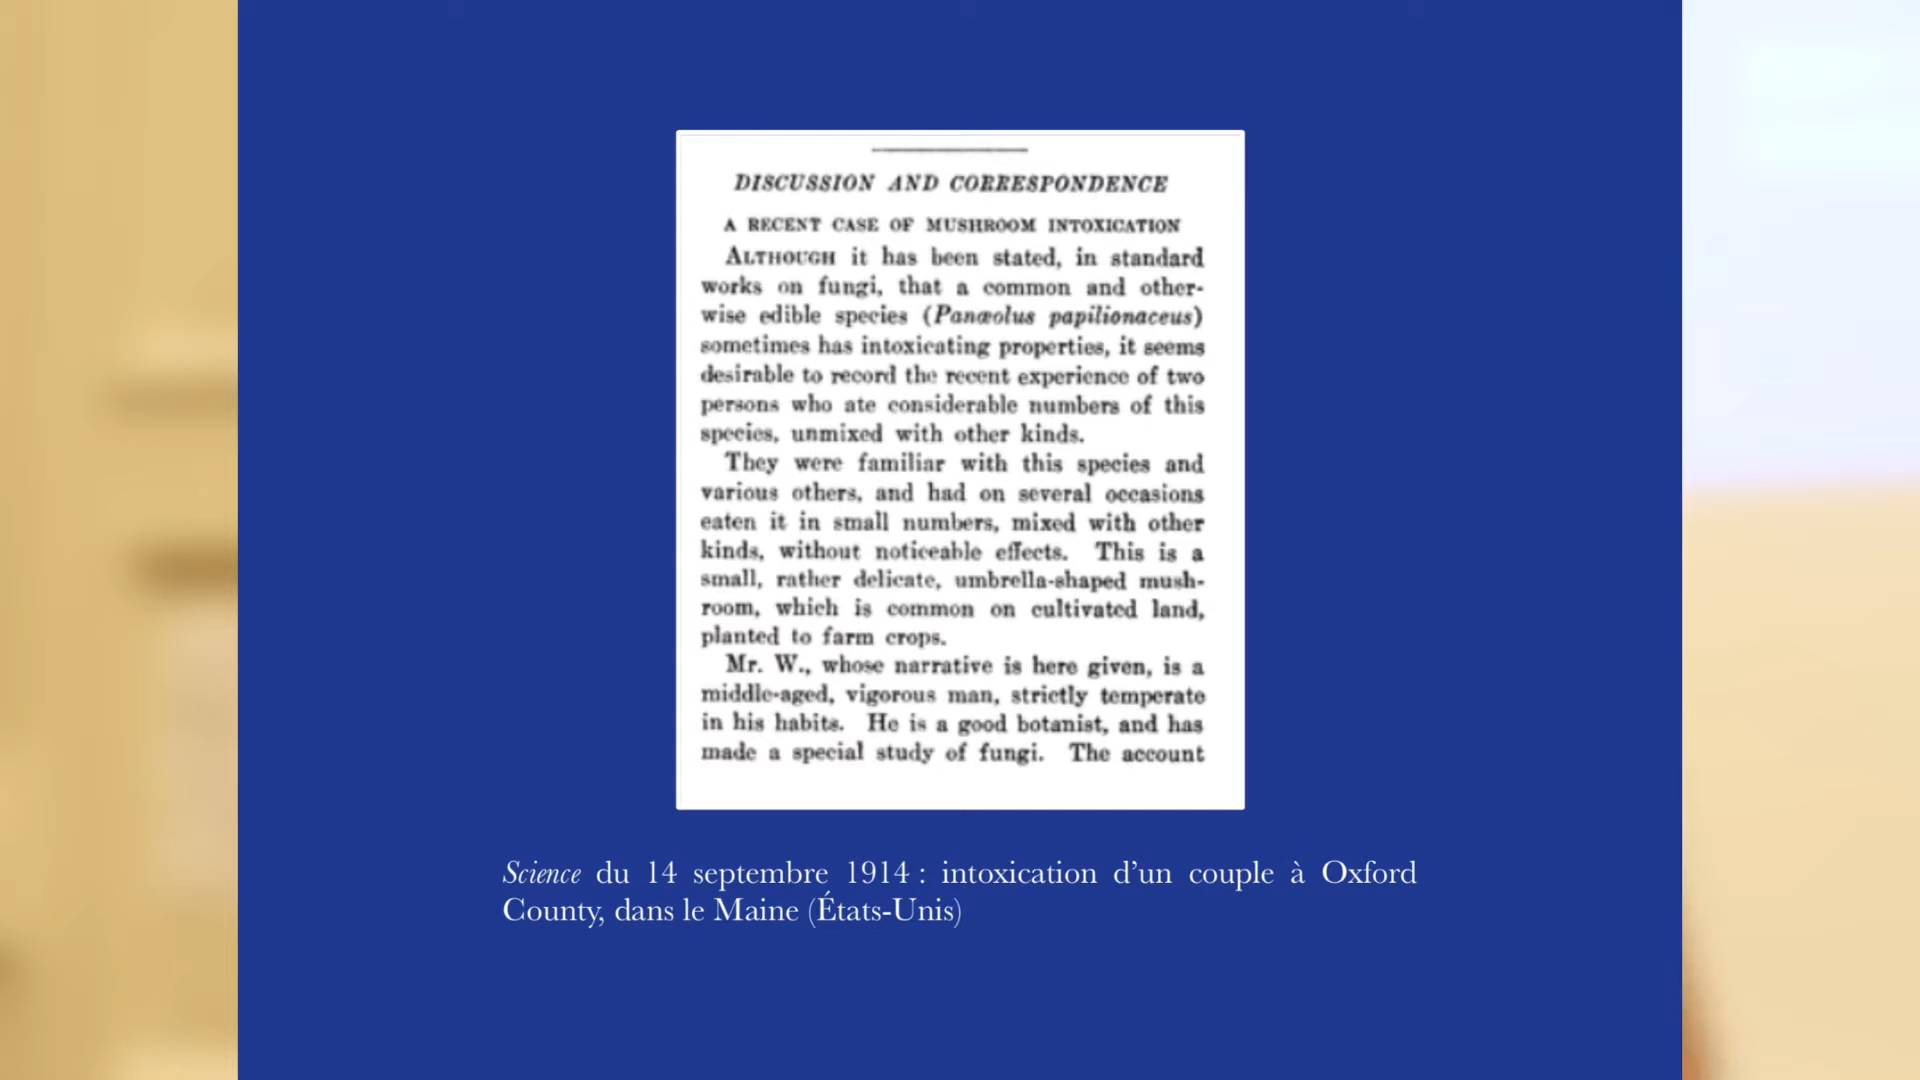 DISCUSSION AND CORRESPONDENCE
A RECENT CASE OF MUSHROOM INTOXICATION
ALTHOUGH it has been stated, in standard
works on fungi, that a common and other-
wise edible species (Panæolus papilionaceus)
sometimes has intoxicating properties, it seems
desirable to record the recent experience of two
persons who ate considerable numbers of this
species, unmixed with other kinds.
They were familiar with this species and
various others, and had on several occasions
eaten it in small numbers, mixed with other
kinds, without noticeable effects. This is a
small, rather delicate, umbrella-shaped mush-
room, which is common on cultivated land,
planted to farm crops.
Mr. W., whose narrative is here given, is a
middle-aged, vigorous man, strictly temperate
in his habits. He is a good botanist, and has
made a special study of fungi. The account
Science du 14 septembre 1914 : intoxication d’un couple à Oxford
County, dans le Maine (États-Unis)